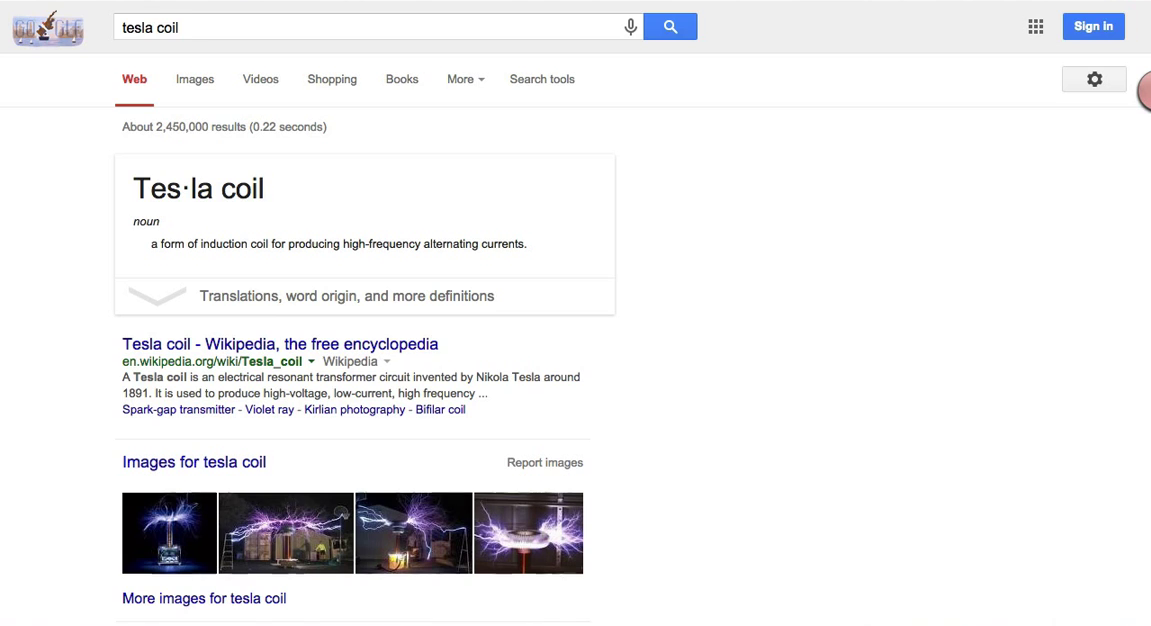 GOOGLE
tesla coil
Sign in
Web Images Videos Shopping Books More Search tools
About 2,450,000 results (0.22 seconds)
Tes·la coil
noun
a form of induction coil for producing high-frequency alternating currents.
Translations, word origin, and more definitions
Tesla coil - Wikipedia, the free encyclopedia
en.wikipedia.org/wiki/Tesla_coil Wikipedia
A Tesla coil is an electrical resonant transformer circuit invented by Nikola Tesla around
1891. It is used to produce high-voltage, low-current, high frequency ...
Spark-gap transmitter - Violet ray - Kirlian photography - Bifilar coil
Images for tesla coil Report images
More images for tesla coil